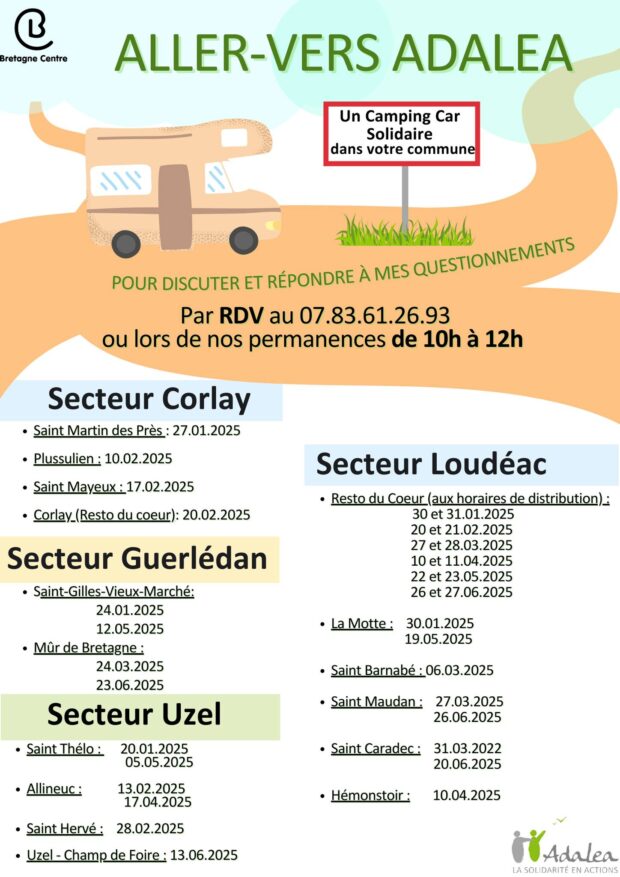 Bretagne Centre
ALLER-VERS ADALEA
Un Camping Car
Solidaire
dans votre commune
POUR DISCUTER ET RÉPONDRE À MES QUESTIONNEMENTS
Par RDV au 07.83.61.26.93
ou lors de nos permanences de 10h à 12h
Secteur Corlay
• Saint Martin des Près : 27.01.2025
• Plussulien : 10.02.2025
• Saint Mayeux : 17.02.2025
• Corlay (Resto du coeur): 20.02.2025
Secteur Guerlédan
• Saint-Gilles-Vieux-Marché:
24.01.2025
12.05.2025
• Mûr de Bretagne :
24.03.2025
23.06.2025
Secteur Uzel
• Saint Thélo : 20.01.2025
05.05.2025
• Allineuc : 13.02.2025
17.04.2025
• Saint Hervé : 28.02.2025
• Uzel - Champ de Foire : 13.06.2025
Secteur Loudéac
• Resto du Coeur (aux horaires de distribution) :
30 et 31.01.2025
20 et 21.02.2025
27 et 28.03.2025
10 et 11.04.2025
22 et 23.05.2025
26 et 27.06.2025
• La Motte : 30.01.2025
19.05.2025
• Saint Barnabé : 06.03.2025
• Saint Maudan : 27.03.2025
26.06.2025
• Saint Caradec : 31.03.2022
20.06.2025
• Hémonstoir : 10.04.2025
Adalea
LA SOLIDARITÉ EN ACTIONS